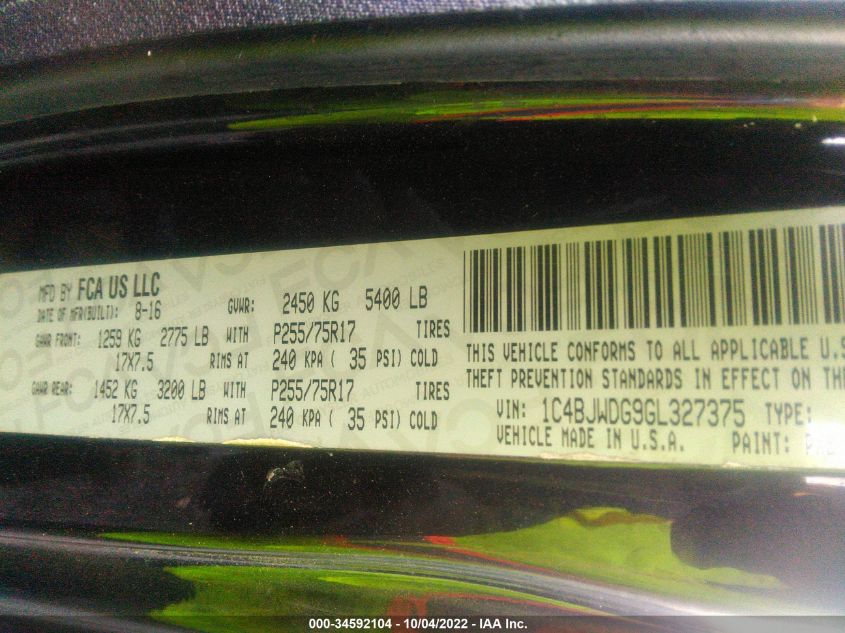 MFD BY FCA US LLC
DATE OF MFR(BUILT): 8-16 GVWR: 2450 KG 5400 LB
GAWR FRONT: 1259 KG 2775 LB WITH P255/75R17 TIRES
17X7.5 RIMS AT 240 KPA ( 35 PSI) COLD
GAWR REAR: 1452 KG 3200 LB WITH P255/75R17 TIRES
17X7.5 RIMS AT 240 KPA ( 35 PSI) COLD
THIS VEHICLE CONFORMS TO ALL APPLICABLE U.S
THEFT PREVENTION STANDARDS IN EFFECT ON THE
VIN: 1C4BJWDG9GL327375 TYPE:
VEHICLE MADE IN U.S.A. PAINT:
000-34592104 - 10/04/2022 - IAA Inc.